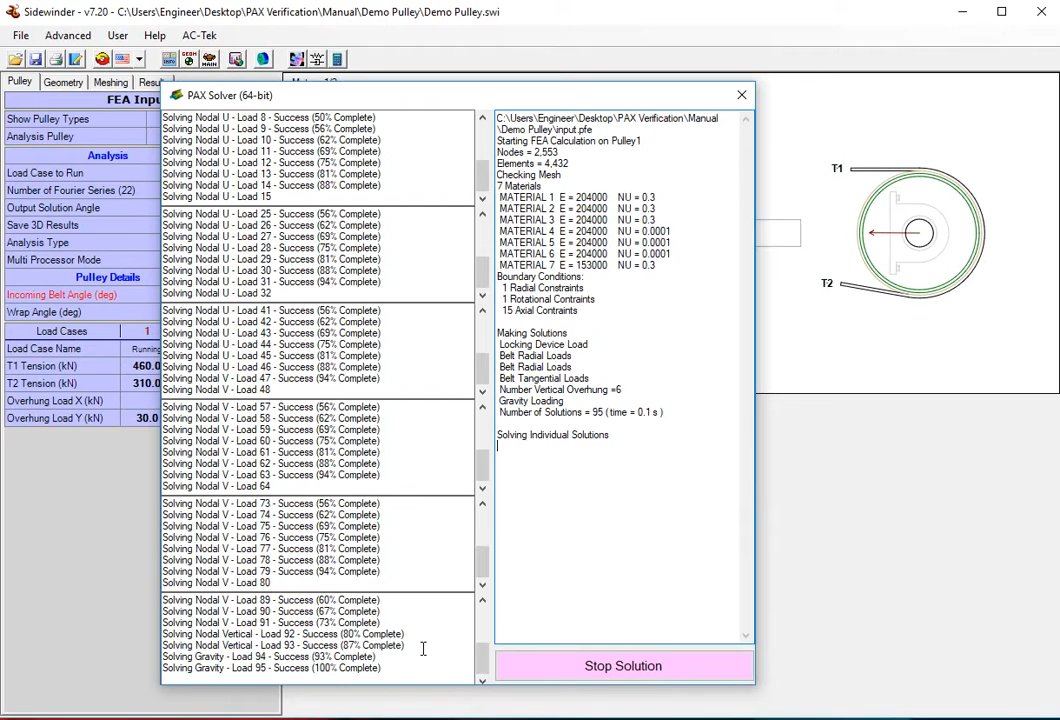 Sidewinder - v7.20 - C:\Users\Engineer\Desktop\PAX Verification\Manual\Demo Pulley\Demo Pulley.swi
File Advanced User Help AC-Tek
Pulley Geometry Meshing
FEA Inpu
Show Pulley Types
Analysis Pulley
Analysis
Load Case to Run
Number of Fourier Series (22)
Output Solution Angle
Save 3D Results
Analysis Type
Multi Processor Mode
Pulley Details
Incoming Belt Angle (deg)
Wrap Angle (deg)
Load Cases 1
Load Case Name Runnin
T1 Tension (kN) 460.0
T2 Tension (kN) 310.0
Overhung Load X (kN)
Overhung Load Y (kN) 30.0
PAX Solver (64-bit)
Solving Nodal U - Load 8 - Success (50% Complete)
Solving Nodal U - Load 9 - Success (56% Complete)
Solving Nodal U - Load 10 - Success (62% Complete)
Solving Nodal U - Load 11 - Success (69% Complete)
Solving Nodal U - Load 12 - Success (75% Complete)
Solving Nodal U - Load 13 - Success (81% Complete)
Solving Nodal U - Load 14 - Success (88% Complete)
Solving Nodal U - Load 15
Solving Nodal U - Load 25 - Success (56% Complete)
Solving Nodal U - Load 26 - Success (62% Complete)
Solving Nodal U - Load 27 - Success (69% Complete)
Solving Nodal U - Load 28 - Success (75% Complete)
Solving Nodal U - Load 29 - Success (81% Complete)
Solving Nodal U - Load 30 - Success (88% Complete)
Solving Nodal U - Load 31 - Success (94% Complete)
Solving Nodal U - Load 32
Solving Nodal U - Load 41 - Success (56% Complete)
Solving Nodal U - Load 42 - Success (62% Complete)
Solving Nodal U - Load 43 - Success (69% Complete)
Solving Nodal U - Load 44 - Success (75% Complete)
Solving Nodal U - Load 45 - Success (81% Complete)
Solving Nodal U - Load 46 - Success (88% Complete)
Solving Nodal V - Load 47 - Success (94% Complete)
Solving Nodal V - Load 48
Solving Nodal V - Load 57 - Success (56% Complete)
Solving Nodal V - Load 58 - Success (62% Complete)
Solving Nodal V - Load 59 - Success (69% Complete)
Solving Nodal V - Load 60 - Success (75% Complete)
Solving Nodal V - Load 61 - Success (81% Complete)
Solving Nodal V - Load 62 - Success (88% Complete)
Solving Nodal V - Load 63 - Success (94% Complete)
Solving Nodal V - Load 64
Solving Nodal V - Load 73 - Success (56% Complete)
Solving Nodal V - Load 74 - Success (62% Complete)
Solving Nodal V - Load 75 - Success (69% Complete)
Solving Nodal V - Load 76 - Success (75% Complete)
Solving Nodal V - Load 77 - Success (81% Complete)
Solving Nodal V - Load 78 - Success (88% Complete)
Solving Nodal V - Load 79 - Success (94% Complete)
Solving Nodal V - Load 80
Solving Nodal V - Load 89 - Success (60% Complete)
Solving Nodal V - Load 90 - Success (67% Complete)
Solving Nodal V - Load 91 - Success (73% Complete)
Solving Nodal Vertical - Load 92 - Success (80% Complete)
Solving Nodal Vertical - Load 93 - Success (87% Complete)
Solving Gravity - Load 94 - Success (93% Complete)
Solving Gravity - Load 95 - Success (100% Complete)
C:\Users\Engineer\Desktop\PAX Verification\Manual
\Demo Pulley\input.pfe
Starting FEA Calculation on Pulley1
Nodes = 2,553
Elements = 4,432
Checking Mesh
7 Materials
MATERIAL 1 E = 204000 NU = 0.3
MATERIAL 2 E = 204000 NU = 0.3
MATERIAL 3 E = 204000 NU = 0.3
MATERIAL 4 E = 204000 NU = 0.0001
MATERIAL 5 E = 204000 NU = 0.0001
MATERIAL 6 E = 204000 NU = 0.0001
MATERIAL 7 E = 153000 NU = 0.3
Boundary Conditions:
1 Radial Constraints
1 Rotational Contraints
15 Axial Contraints
Making Solutions
Locking Device Load
Belt Radial Loads
Belt Radial Loads
Belt Tangential Loads
Number Vertical Overhung =6
Gravity Loading
Number of Solutions = 95 ( time = 0.1 s )
Solving Individual Solutions
Stop Solution
T1
T2